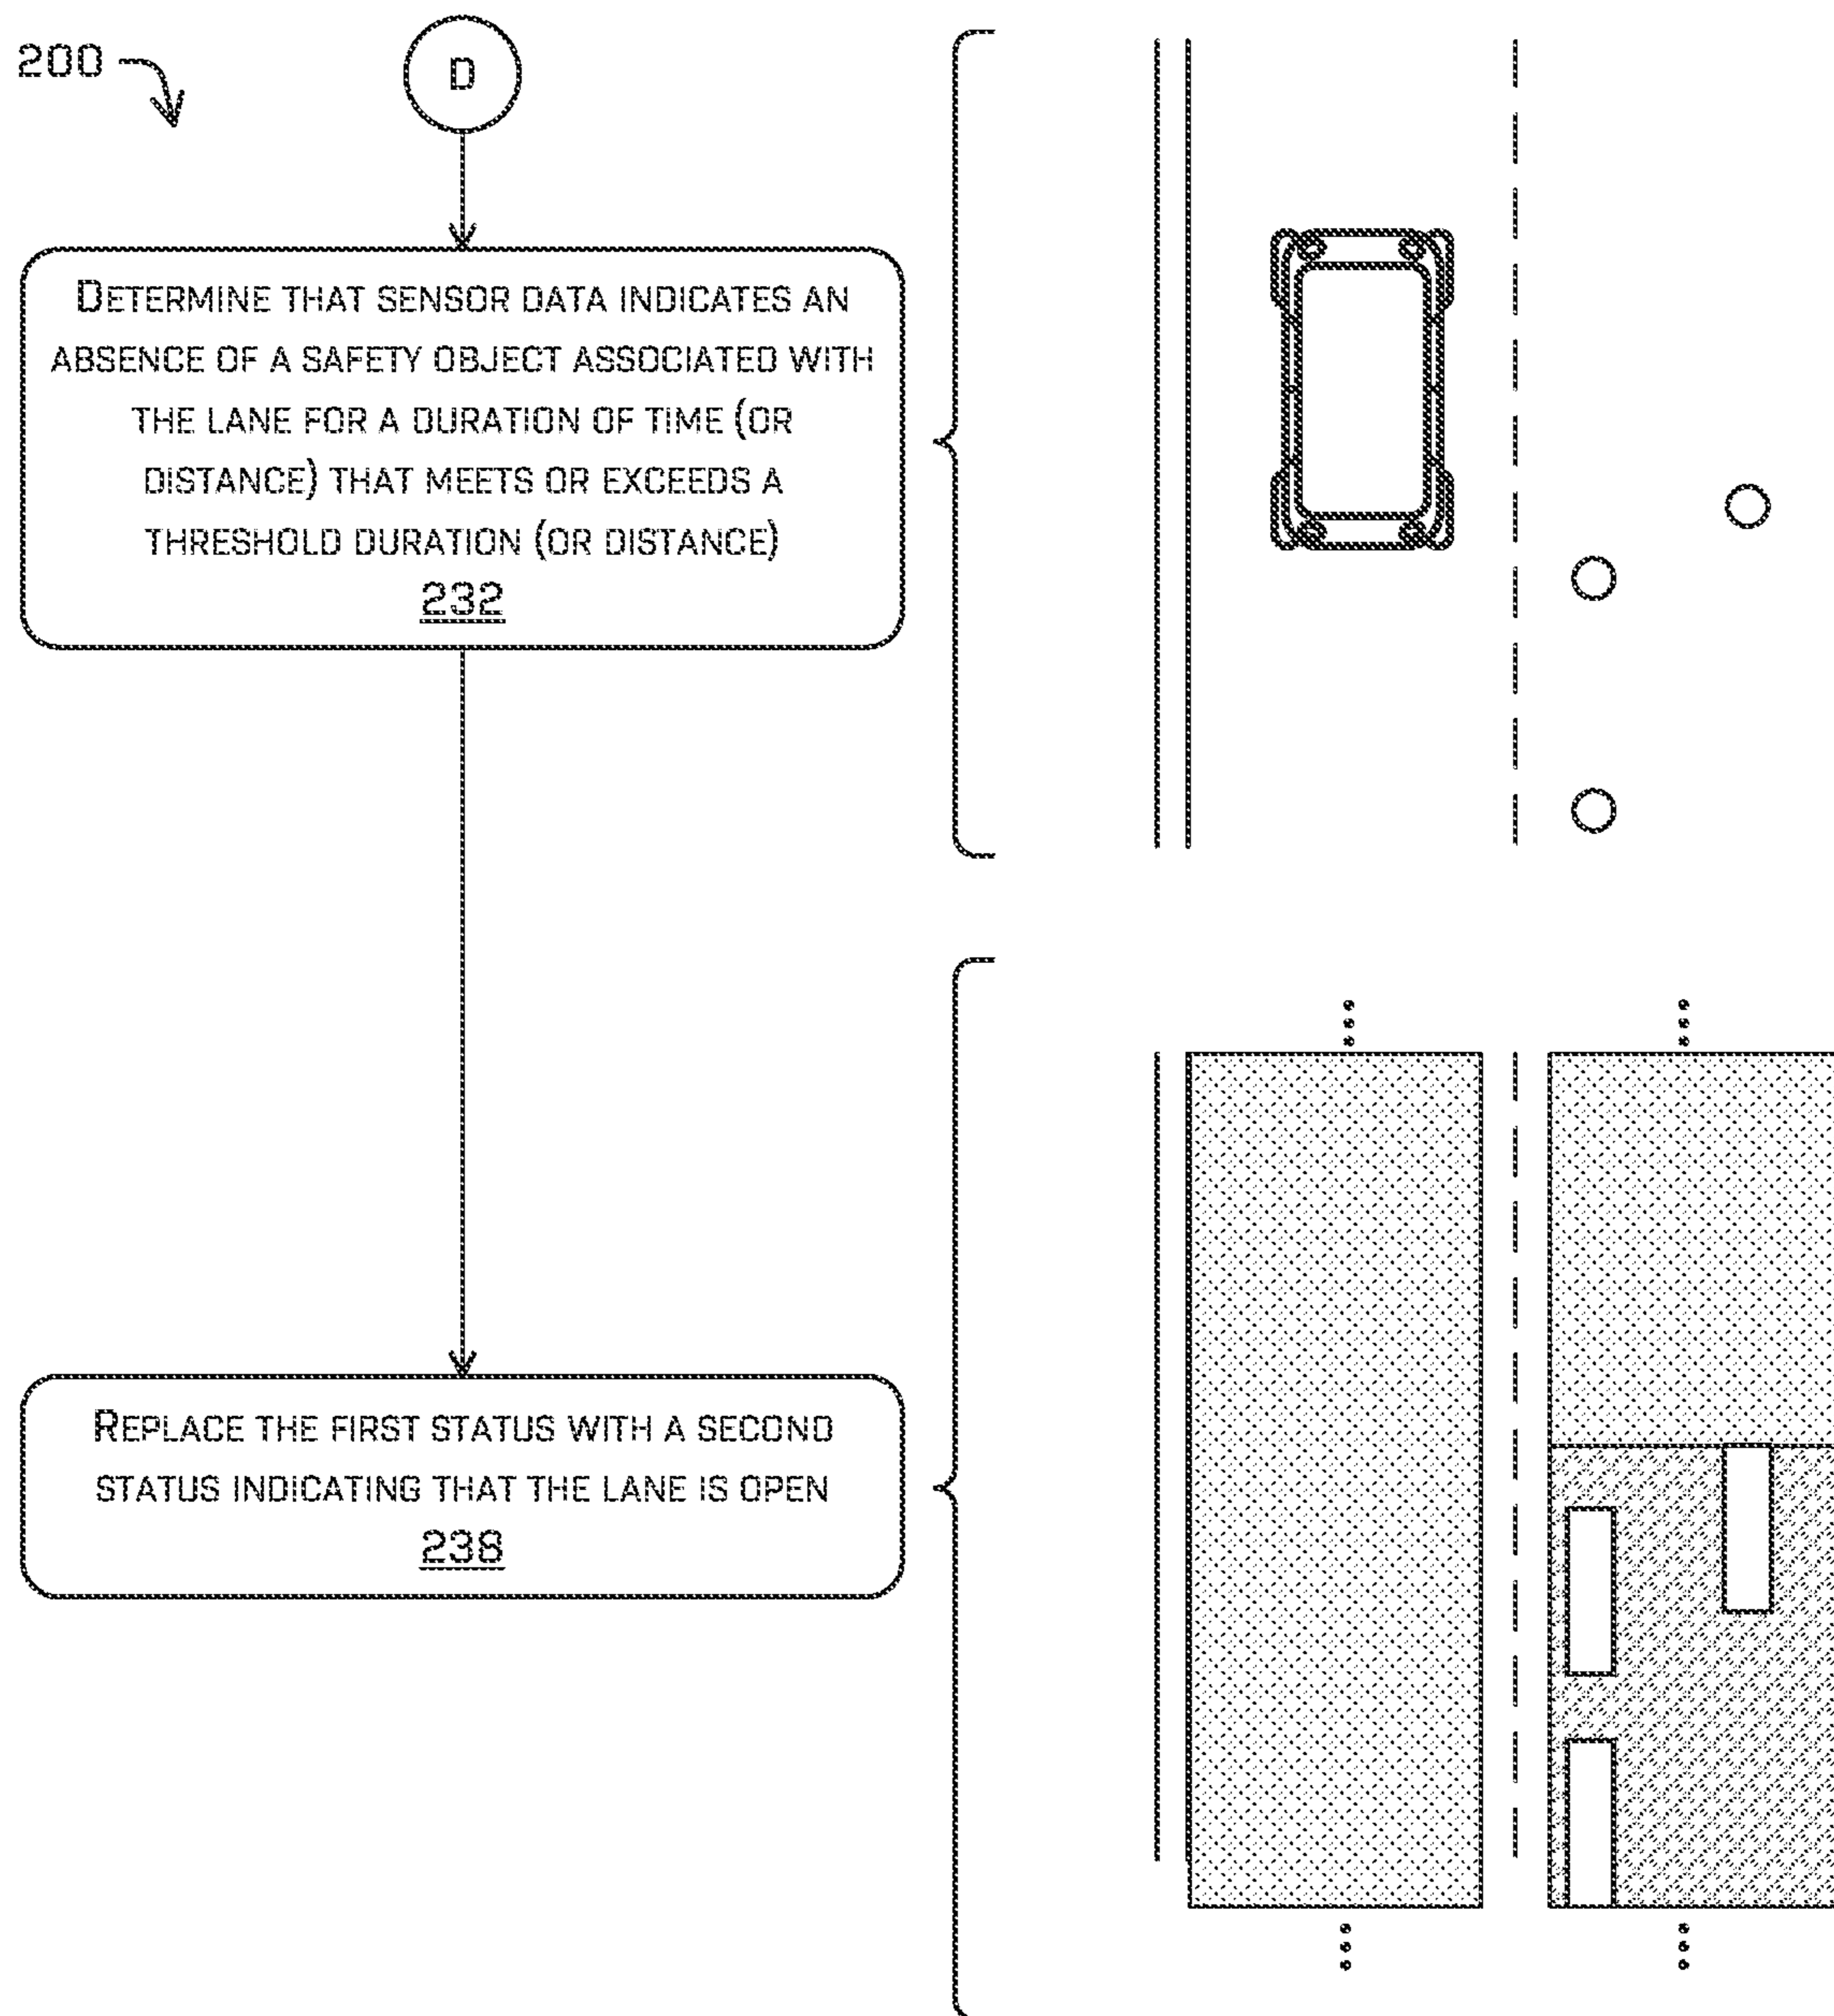 200
D
DETERMINE THAT SENSOR DATA INDICATES AN
ABSENCE OF A SAFETY OBJECT ASSOCIATED WITH
THE LANE FOR A DURATION OF TIME (OR
DISTANCE) THAT MEETS OR EXCEEDS A
THRESHOLD DURATION (OR DISTANCE)
232
REPLACE THE FIRST STATUS WITH A SECOND
STATUS INDICATING THAT THE LANE IS OPEN
238